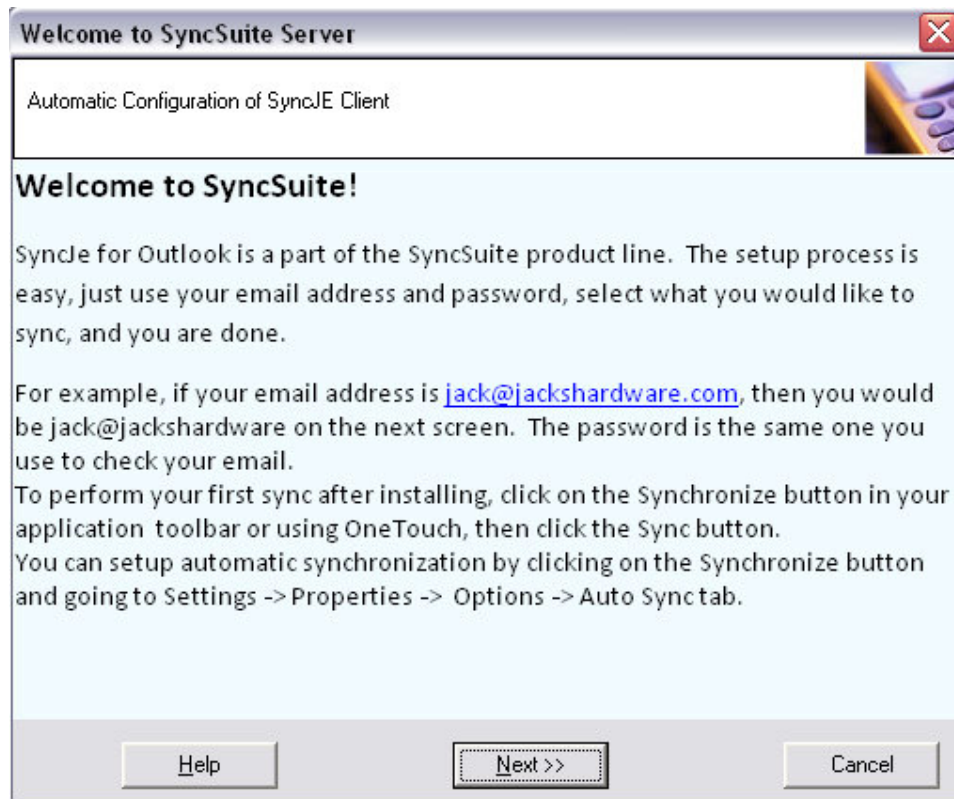 Welcome to SyncSuite Server
Automatic Configuration of SyncJE Client
Welcome to SyncSuite!
SyncJe for Outlook is a part of the SyncSuite product line. The setup process is
easy, just use your email address and password, select what you would like to
sync, and you are done.
For example, if your email address is jack@jackshardware.com, then you would
be jack@jackshardware on the next screen. The password is the same one you
use to check your email.
To perform your first sync after installing, click on the Synchronize button in your
application toolbar or using OneTouch, then click the Sync button.
You can setup automatic synchronization by clicking on the Synchronize button
and going to Settings -> Properties -> Options -> Auto Sync tab.
Help
Next >>
Cancel